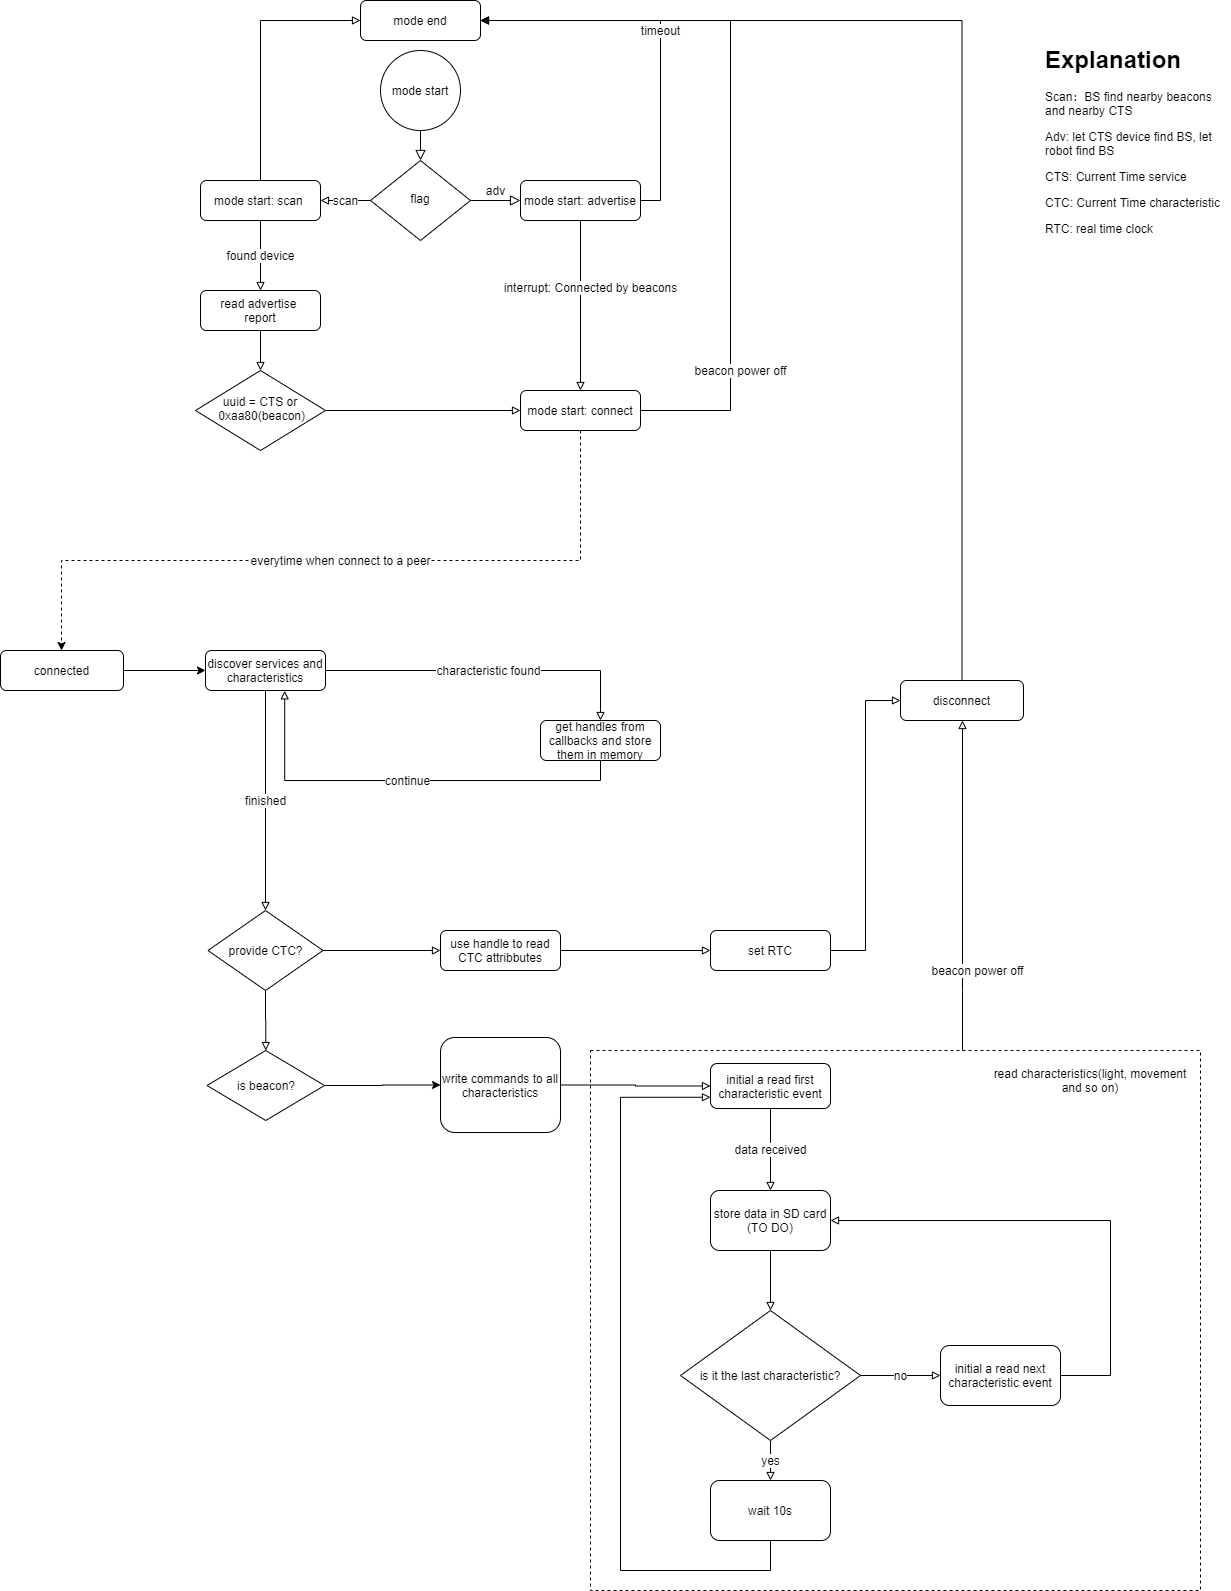 mode end
timeout
mode start
Explanation
Scan：BS find nearby beacons
and nearby CTS
Adv: let CTS device find BS, let
robot find BS
CTS: Current Time service
CTC: Current Time characteristic
RTC: real time clock
mode start: scan
scan
flag
adv
mode start: advertise
found device
interrupt: Connected by beacons
read advertise
report
beacon power off
uuid = CTS or
0xaa80(beacon)
mode start: connect
everytime when connect to a peer
connected
discover services and
characteristics
characteristic found
get handles from
callbacks and store
them in memory
disconnect
continue
finished
provide CTC?
use handle to read
CTC attribbutes
set RTC
beacon power off
is beacon?
write commands to all
characteristics
initial a read first
characteristic event
read characteristics(light, movement
and so on)
data received
store data in SD card
(TO DO)
is it the last characteristic?
no
initial a read next
characteristic event
yes
wait 10s